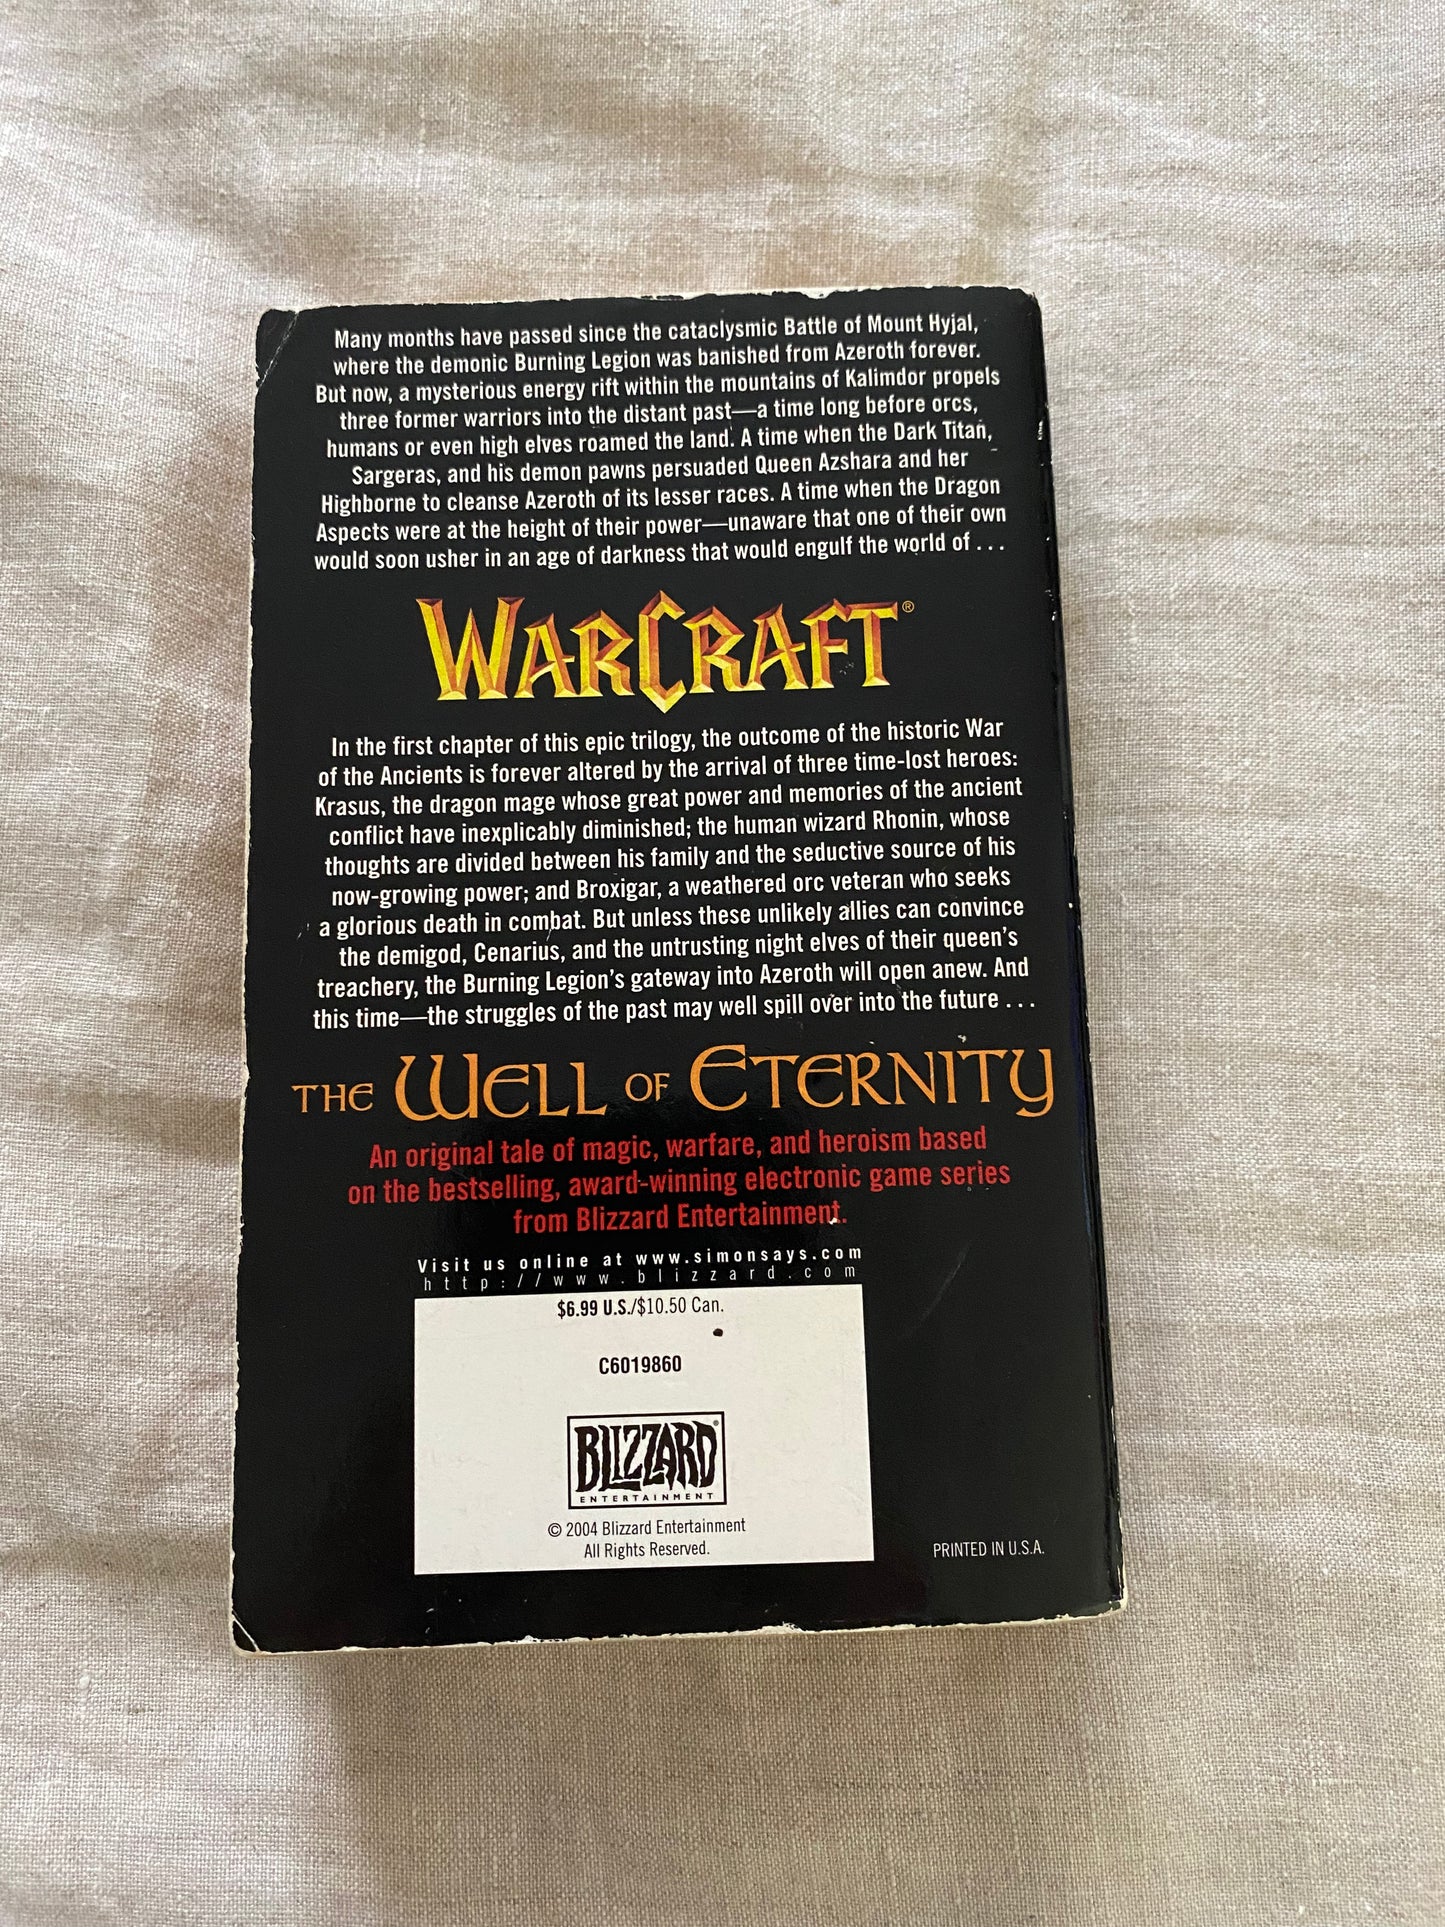 Many months have passed since the cataclysmic Battle of Mount Hyjal,
where the demonic Burning Legion was banished from Azeroth forever.
But now, a mysterious energy rift within the mountains of Kalimdor propels
three former warriors into the distant past—a time long before orcs,
humans or even high elves roamed the land. A time when the Dark Titan,
Sargeras, and his demon pawns persuaded Queen Azshara and her
Highborne to cleanse Azeroth of its lesser races. A time when the Dragon
Aspects were at the height of their power—unaware that one of their own
would soon usher in an age of darkness that would engulf the world of . . .
WARCRAFT®
In the first chapter of this epic trilogy, the outcome of the historic War
of the Ancients is forever altered by the arrival of three time-lost heroes:
Krasus, the dragon mage whose great power and memories of the ancient
conflict have inexplicably diminished; the human wizard Rhonin, whose
thoughts are divided between his family and the seductive source of his
now-growing power; and Broxigar, a weathered orc veteran who seeks
a glorious death in combat. But unless these unlikely allies can convince
the demigod, Cenarius, and the untrusting night elves of their queen's
treachery, the Burning Legion's gateway into Azeroth will open anew. And
this time—the struggles of the past may well spill over into the future . . .
THE WELL OF ETERNITY
An original tale of magic, warfare, and heroism based
on the bestselling, award-winning electronic game series
from Blizzard Entertainment.
Visit us online at www.simonsays.com
http://www.blizzard.com
$6.99 U.S./$10.50 Can.
C6019860
BLIZZARD®
ENTERTAINMENT
© 2004 Blizzard Entertainment
All Rights Reserved.
PRINTED IN U.S.A.